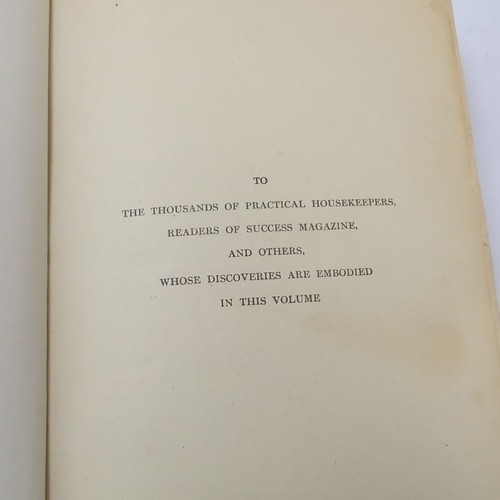 TO
THE THOUSANDS OF PRACTICAL HOUSEKEEPERS,
READERS OF SUCCESS MAGAZINE,
AND OTHERS,
WHOSE DISCOVERIES ARE EMBODIED
IN THIS VOLUME